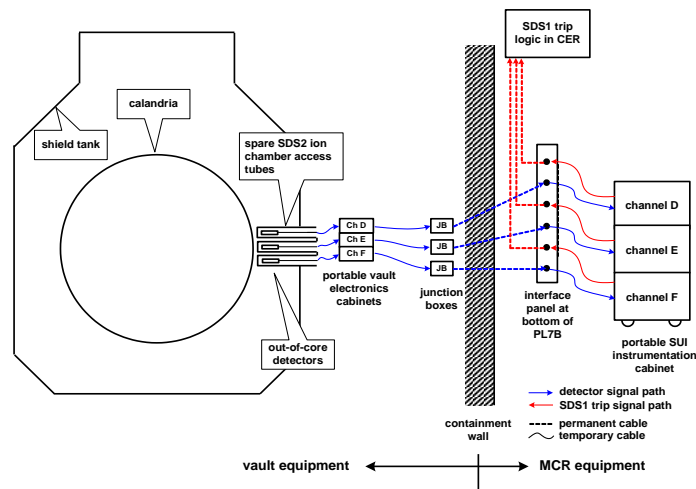 SDS1 trip
logic in CER
calandria
shield tank
spare SDS2 ion
chamber access
tubes
Ch D
Ch E
Ch F
JB
JB
JB
channel D
channel E
channel F
portable vault
electronics
cabinets
junction
boxes
interface
panel at
bottom of
PL7B
portable SUI
instrumentation
cabinet
out-of-core
detectors
detector signal path
SDS1 trip signal path
permanent cable
temporary cable
containment
wall
vault equipment
MCR equipment